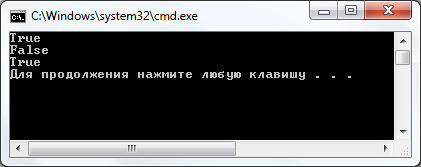 C:\Windows\system32\cmd.exe
True
False
True
Для продолжения нажмите любую клавишу . . .